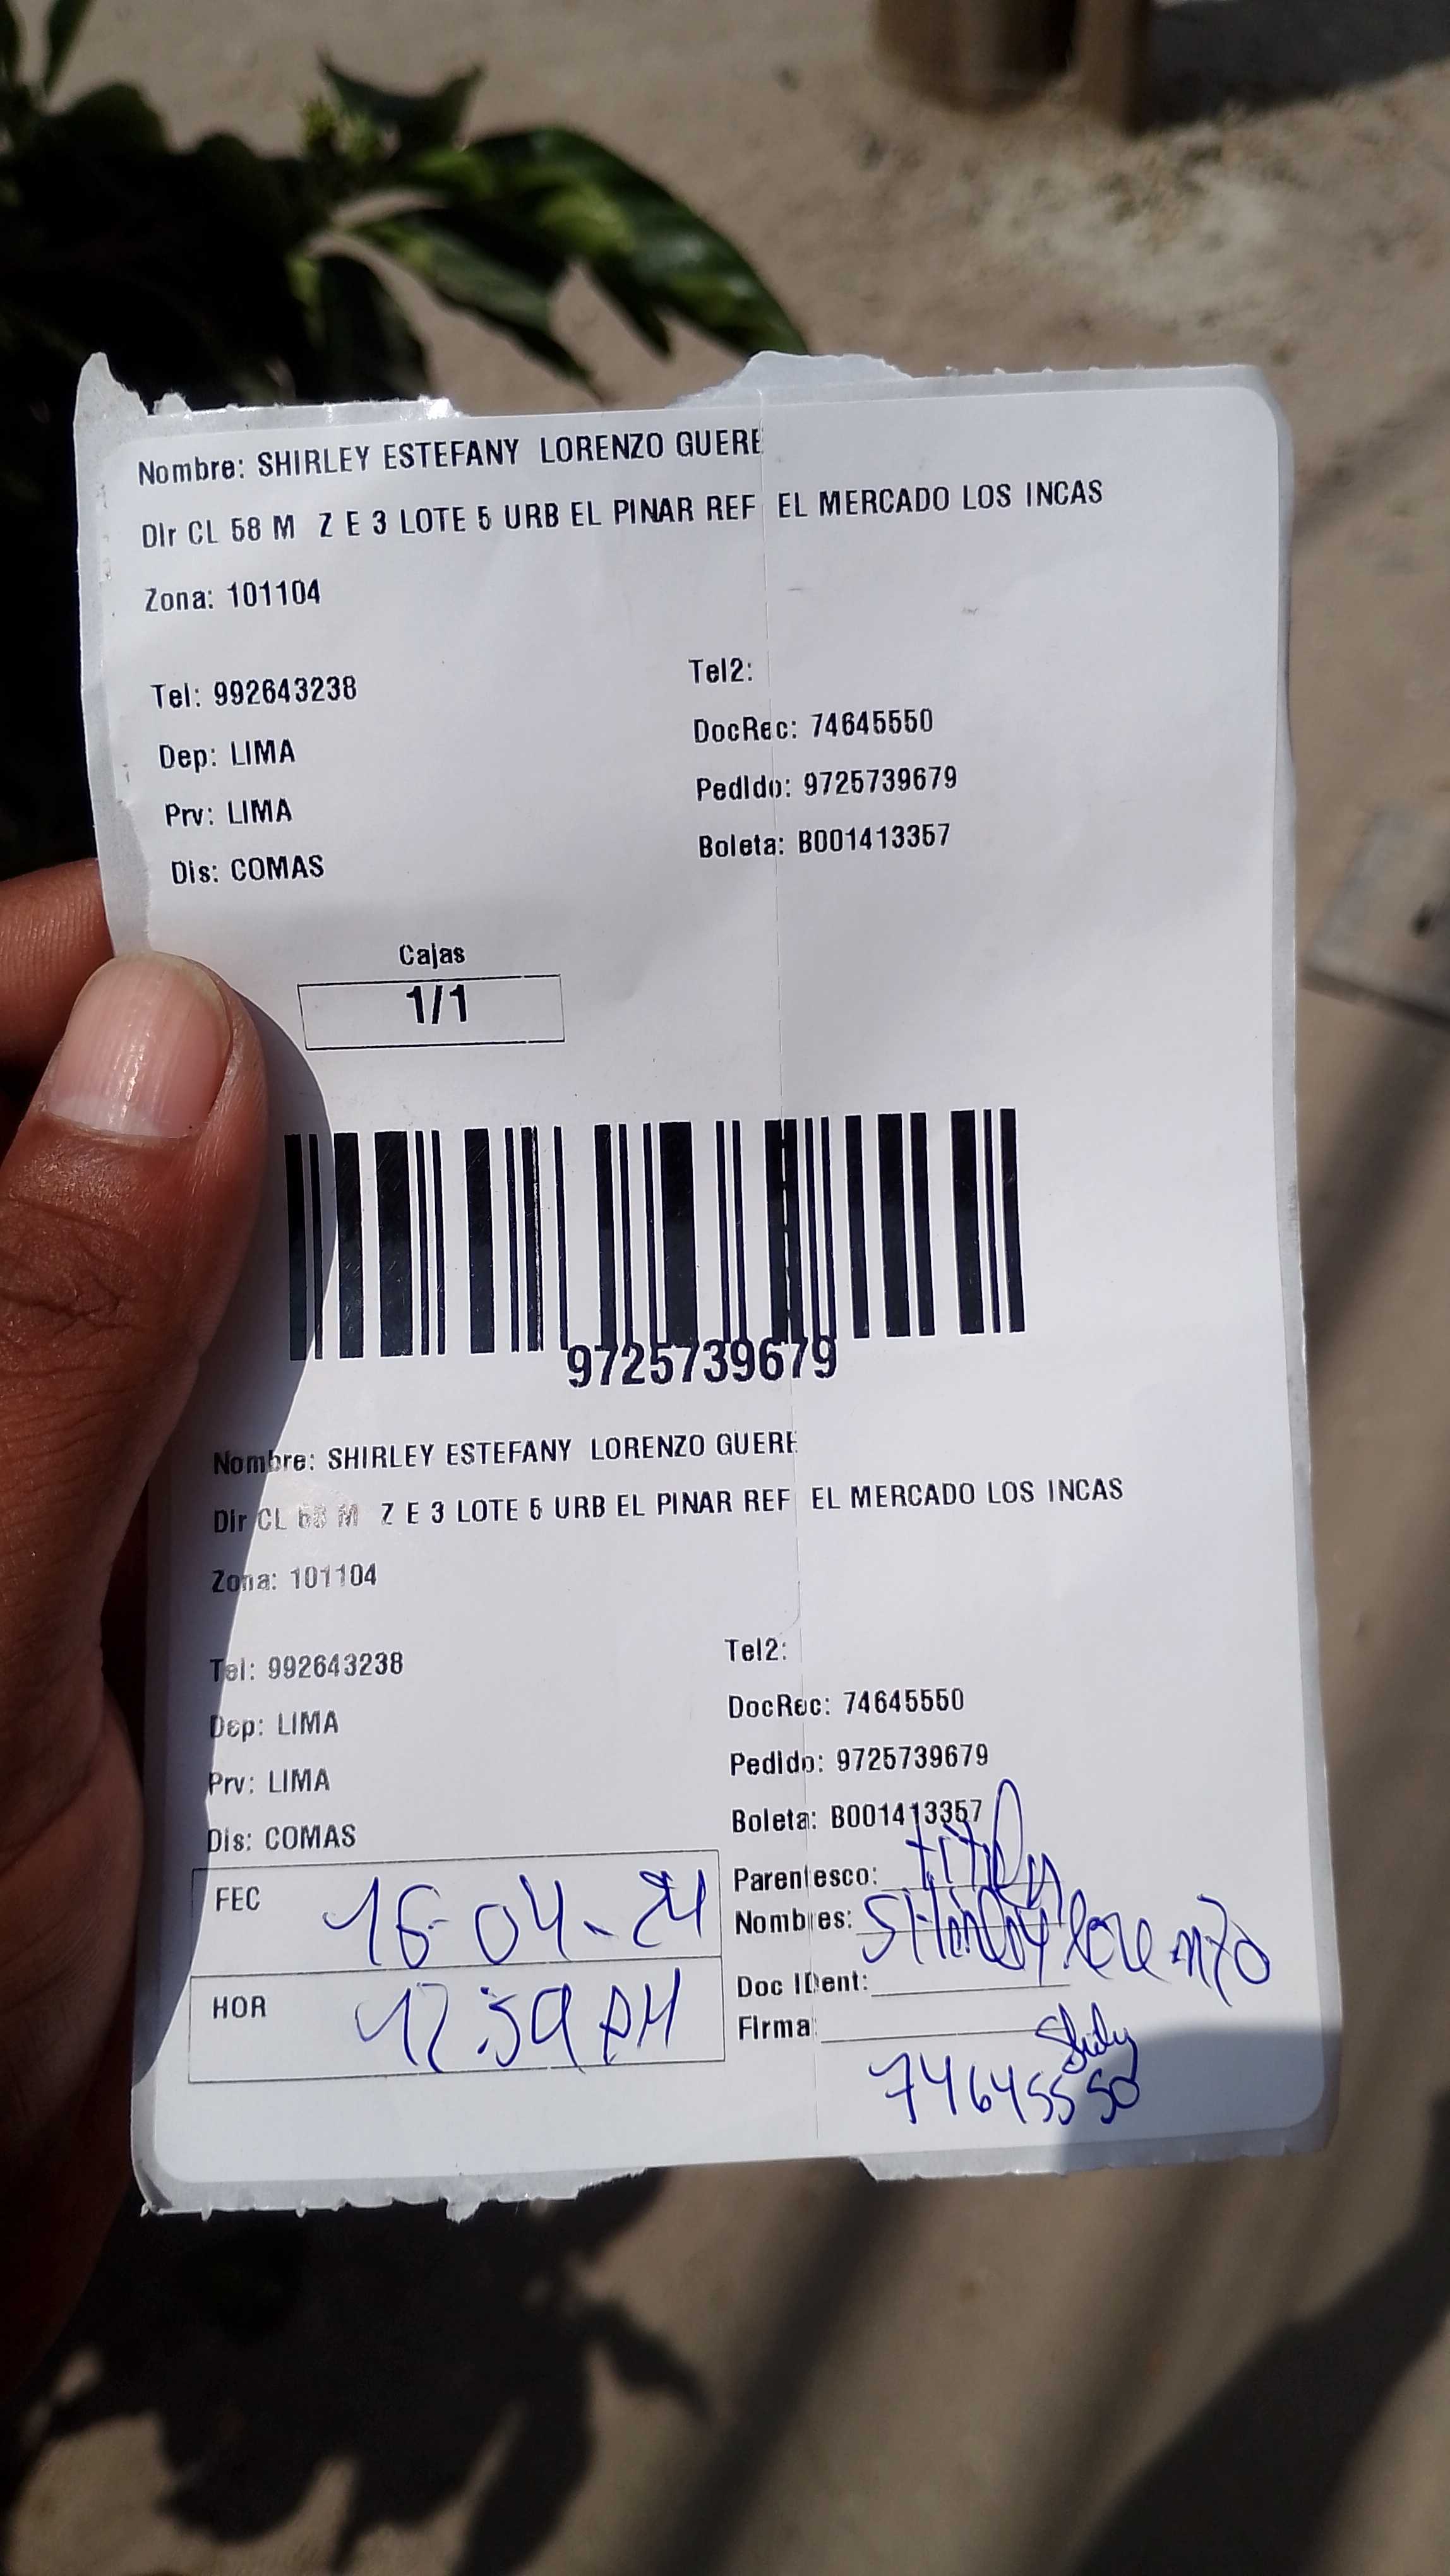 Nombre: SHIRLEY ESTEFANY LORENZO GUERE
Dir CL 58 M Z E 3 LOTE 5 URB EL PINAR REF EL MERCADO LOS INCAS
Zona: 101104
Tel: 992643238
Tel2:
Dep: LIMA
DocRec: 74645550
Prv: LIMA
Pedido: 9725739679
Dis: COMAS
Boleta: B001413357
Cajas
1/1
9725739679
Nombre: SHIRLEY ESTEFANY LORENZO GUERE
Dir CL 58 M Z E 3 LOTE 5 URB EL PINAR REF EL MERCADO LOS INCAS
Zona: 101104
Tel: 992643238
Tel2:
Dep: LIMA
DocRec: 74645550
Prv: LIMA
Pedido: 9725739679
Dis: COMAS
Boleta: B001413357
FEC 16-04-24
Parentesco:
Nombres: SHirley lorenzo
HOR 12:59 PM
Doc IDent:
Firma:
74645550